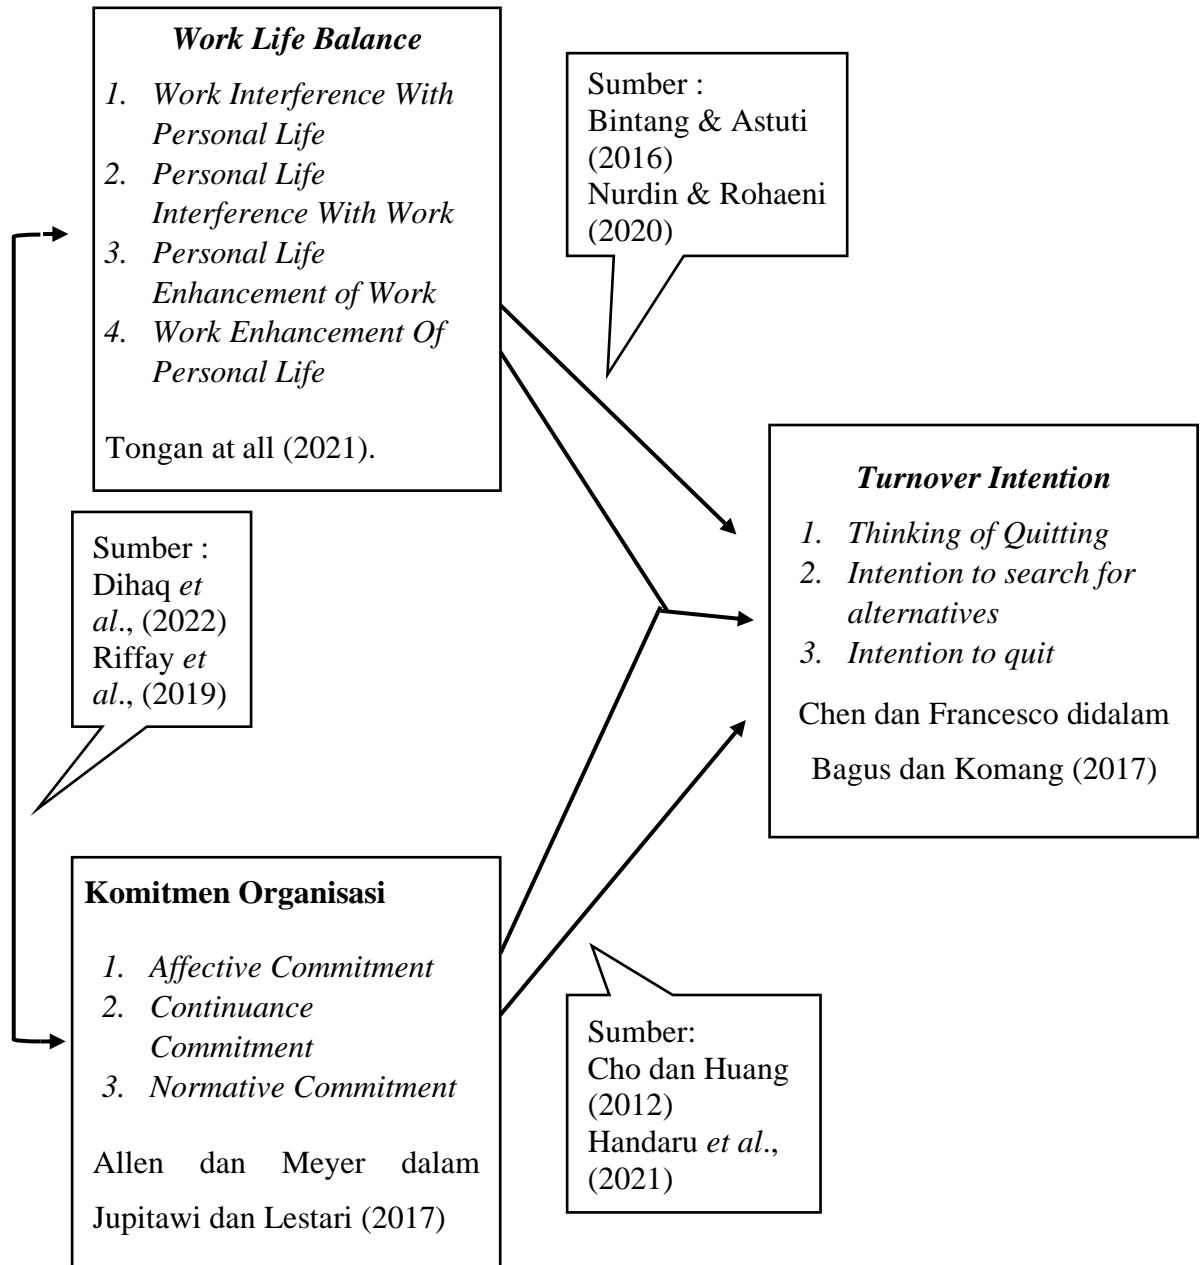 Work Life Balance
1. Work Interference With
Personal Life
2. Personal Life
Interference With Work
3. Personal Life
Enhancement of Work
4. Work Enhancement Of
Personal Life
Tongan at all (2021).
Sumber :
Bintang & Astuti
(2016)
Nurdin & Rohaeni
(2020)
Turnover Intention
1. Thinking of Quitting
2. Intention to search for
alternatives
3. Intention to quit
Chen dan Francesco didalam
Bagus dan Komang (2017)
Sumber :
Dihaq et
al., (2022)
Riffay et
al., (2019)
Komitmen Organisasi
1. Affective Commitment
2. Continuance
Commitment
3. Normative Commitment
Allen dan Meyer dalam
Jupitawi dan Lestari (2017)
Sumber:
Cho dan Huang
(2012)
Handaru et al.,
(2021)